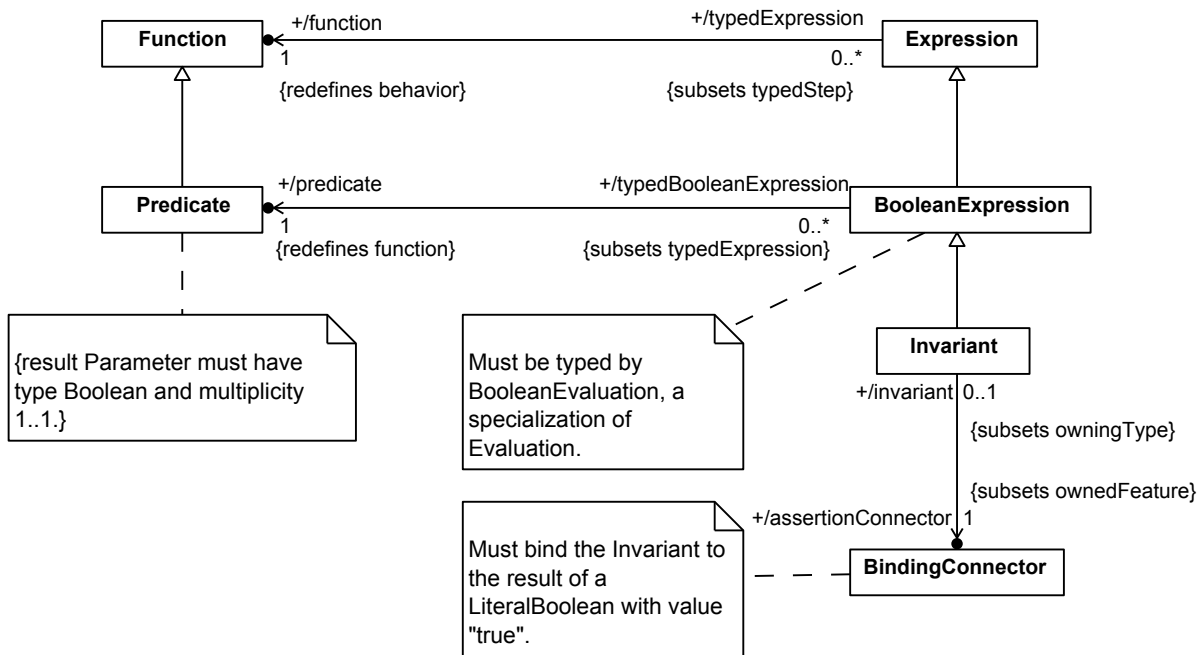 +/function
+/typedExpression
Function
Expression
1
0..*
{redefines behavior}
{subsets typedStep}
+/predicate
+/typedBooleanExpression
Predicate
BooleanExpression
1
0..*
{redefines function}
{subsets typedExpression}
{result Parameter must have
type Boolean and multiplicity
1..1.}
Must be typed by
BooleanEvaluation, a
specialization of
Evaluation.
Invariant
+/invariant
0..1
{subsets owningType}
{subsets ownedFeature}
+/assertionConnector
1
Must bind the Invariant to
the result of a
LiteralBoolean with value
"true".
BindingConnector